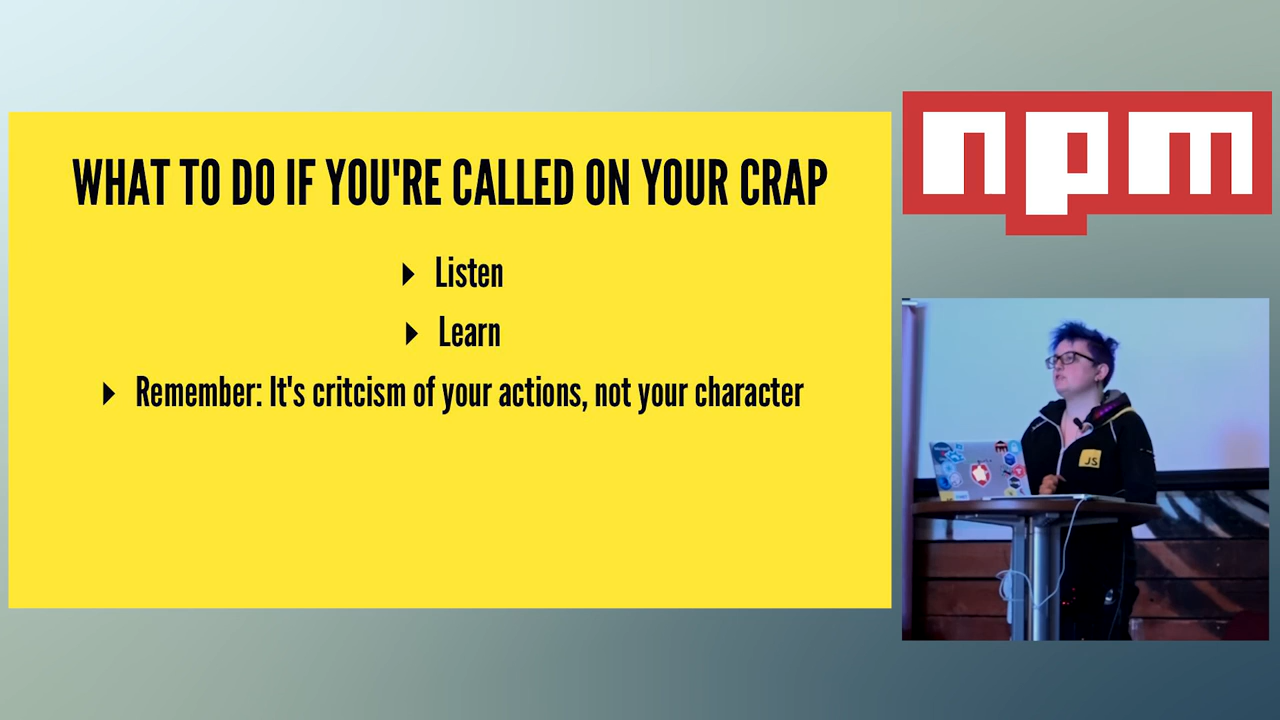 WHAT TO DO IF YOU'RE CALLED ON YOUR CRAP
Listen
Learn
Remember: It's critcism of your actions, not your character
npm
JS